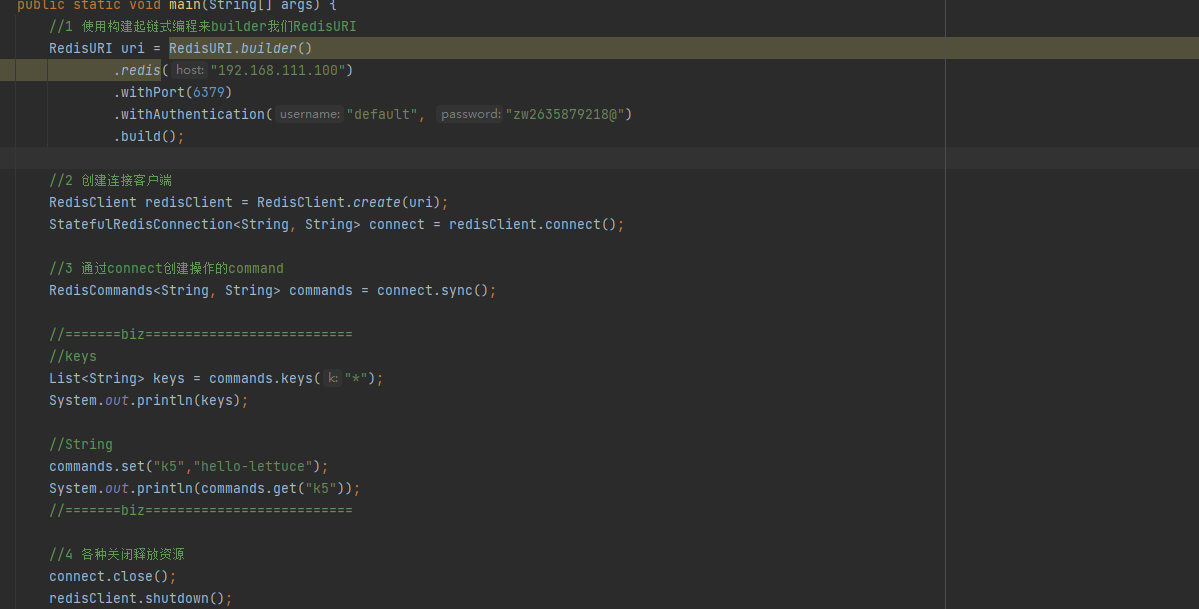 public static void main(String[] args) {
//1 使用构建起链式编程来builder我们RedisURI
RedisURI uri = RedisURI.builder()
.redis( host: "192.168.111.100")
.withPort(6379)
.withAuthentication( username: "default", password: "zw2635879218@")
.build();
//2 创建连接客户端
RedisClient redisClient = RedisClient.create(uri);
StatefulRedisConnection<String, String> connect = redisClient.connect();
//3 通过connect创建操作的command
RedisCommands<String, String> commands = connect.sync();
//=======biz==========================
//keys
List<String> keys = commands.keys( k: "*");
System.out.println(keys);
//String
commands.set("k5","hello-lettuce");
System.out.println(commands.get("k5"));
//=======biz==========================
//4 各种关闭释放资源
connect.close();
redisClient.shutdown();